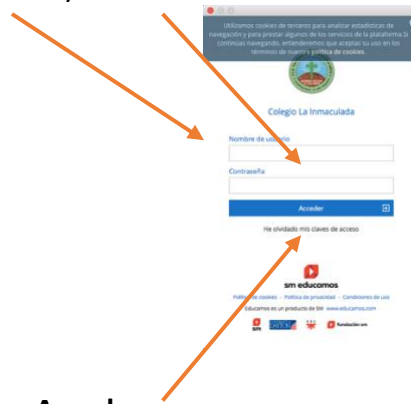 Utilizamos cookies de terceros para analizar estadísticas de
navegación y para prestar algunos de los servicios de la plataforma.Si
continúas navegando, entenderemos que aceptas su uso en los
términos de nuestra política de cookies.
Colegio La Inmaculada
Nombre de usuario
Contraseña
Acceder
He olvidado mis claves de acceso
sm educamos
Política de cookies - Política de privacidad - Condiciones de uso
Educamos es un producto de SM www.educamos.com
sm
fundación sm